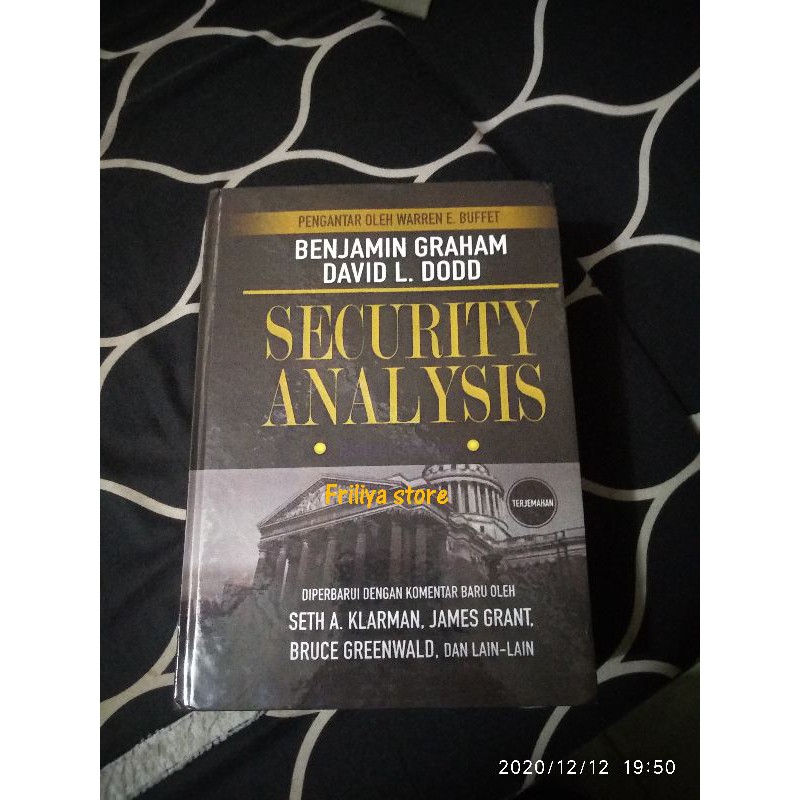 PENGANTAR OLEH WARREN E. BUFFET
BENJAMIN GRAHAM
DAVID L. DODD
SECURITY
ANALYSIS
Friliya store
TERJEMAHAN
DIPERBARUI DENGAN KOMENTAR BARU OLEH
SETH A. KLARMAN, JAMES GRANT,
BRUCE GREENWALD, DAN LAIN-LAIN
2020/12/12 19:50